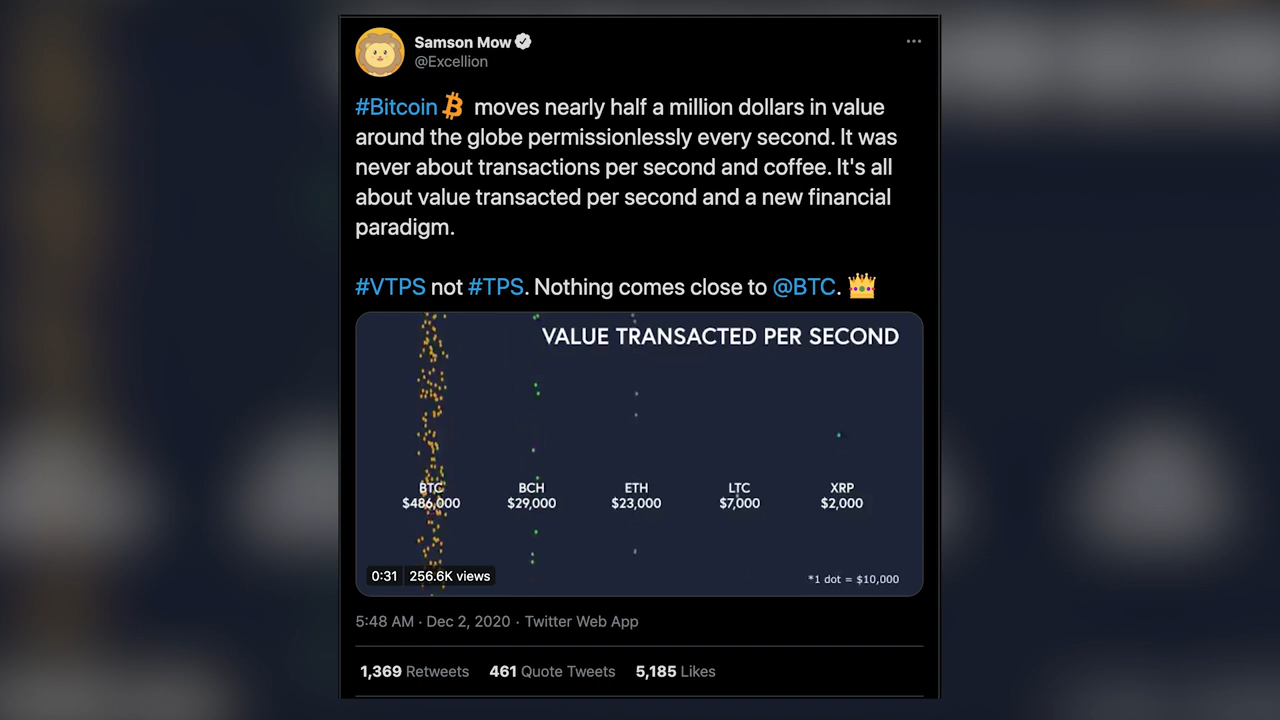 Samson Mow
@Excellion
#Bitcoin moves nearly half a million dollars in value
around the globe permissionlessly every second. It was
never about transactions per second and coffee. It's all
about value transacted per second and a new financial
paradigm.
#VTPS not #TPS. Nothing comes close to @BTC.
VALUE TRANSACTED PER SECOND
BTC BCH ETH LTC XRP
$486,000 $29,000 $23,000 $7,000 $2,000
0:31 256.6K views
*1 dot = $10,000
5:48 AM · Dec 2, 2020 · Twitter Web App
1,369 Retweets 461 Quote Tweets 5,185 Likes